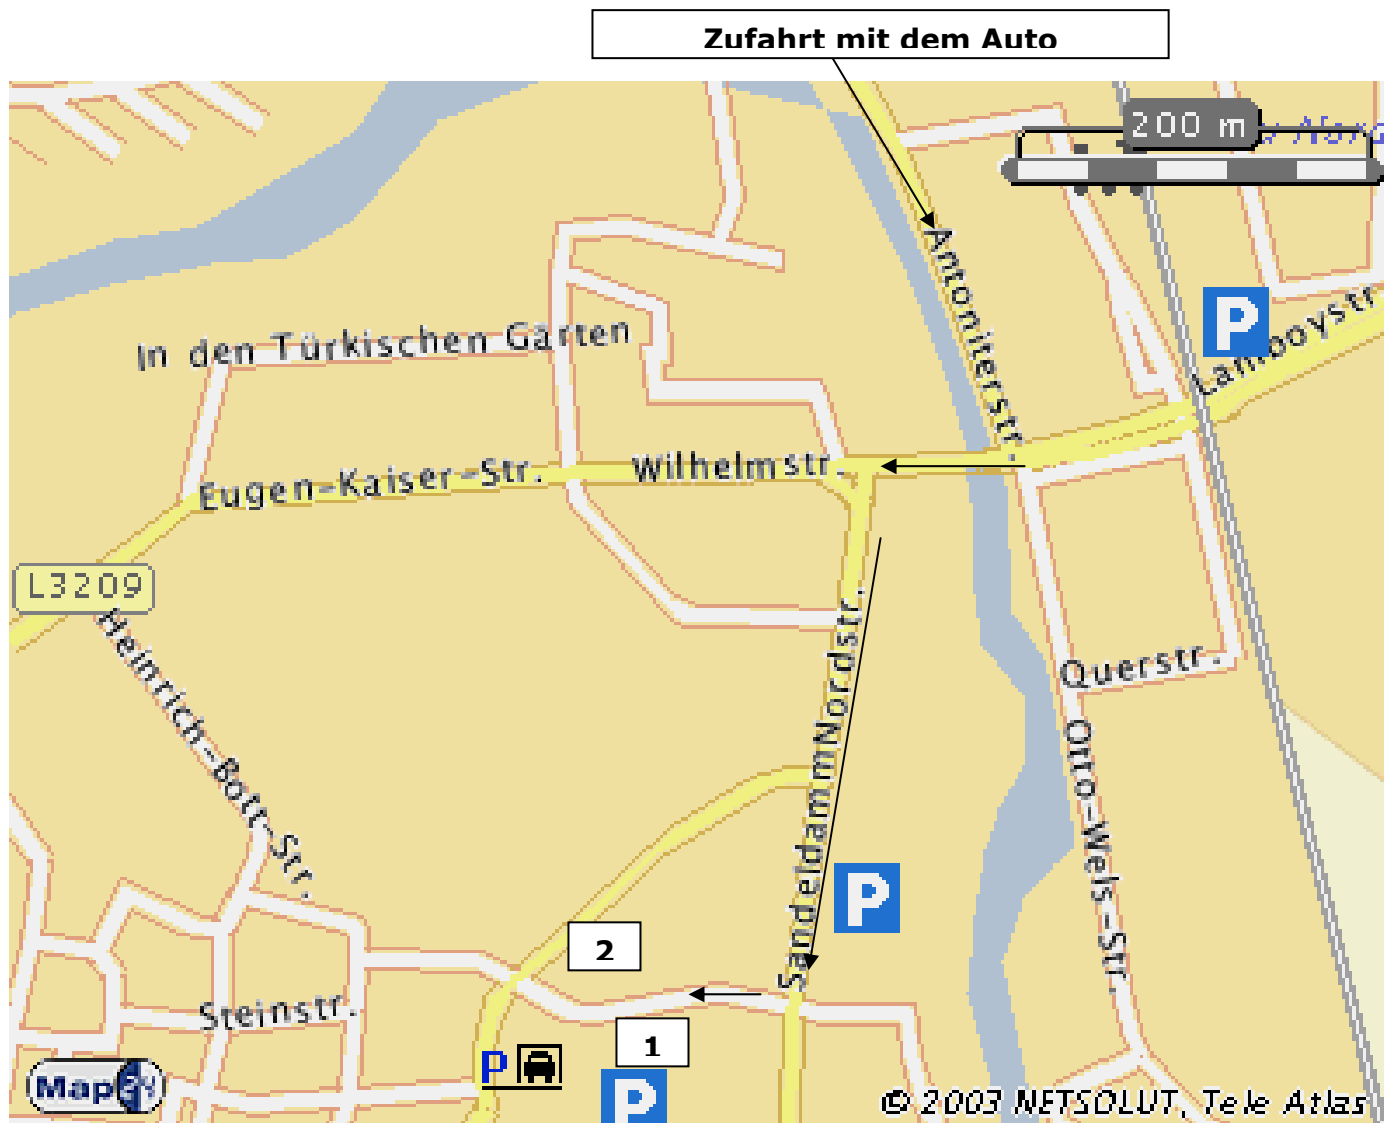 Zufahrt mit dem Auto
200 m
Antoniterstr.
P
Lamboystr.
In den Türkischen Gärten
Wilhelmstr.
Eugen-Kaiser-Str.
L3209
Heinrich-Bott-Str.
Nordstr.
Querstr.
Otto-Wels-Str.
Sandeldamm
P
2
Steinstr.
1
P
P
Map
© 2003 NETSOLUT, Tele Atlas